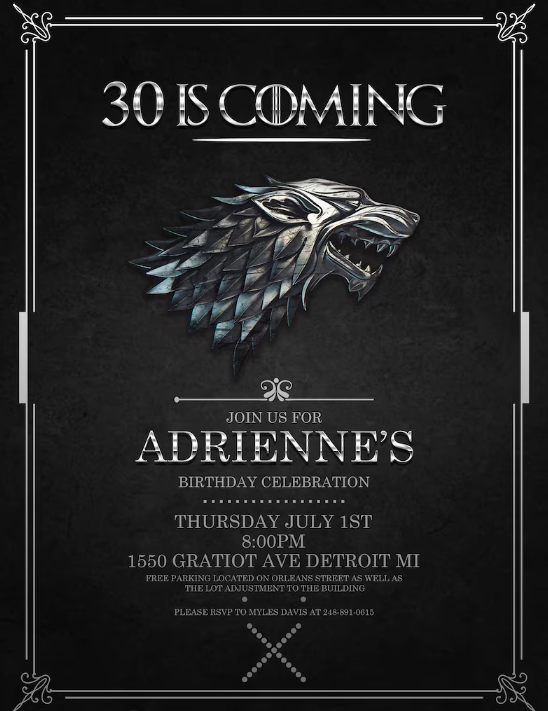 30 IS COMING
JOIN US FOR
ADRIENNE'S
BIRTHDAY CELEBRATION
THURSDAY JULY 1ST
8:00PM
1550 GRATIOT AVE DETROIT MI
FREE PARKING LOCATED ON ORLEANS STREET AS WELL AS
THE LOT ADJUSTMENT TO THE BUILDING
PLEASE RSVP TO MYLES DAVIS AT 248-891-0615